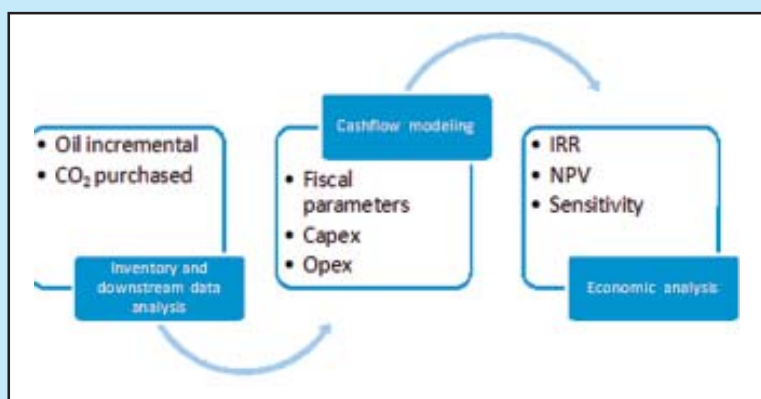 • Oil incremental
• CO₂ purchased
Inventory and
downstream data
analysis
Cashflow modeling
• Fiscal
parameters
• Capex
• Opex
• IRR
• NPV
• Sensitivity
Economic analysis